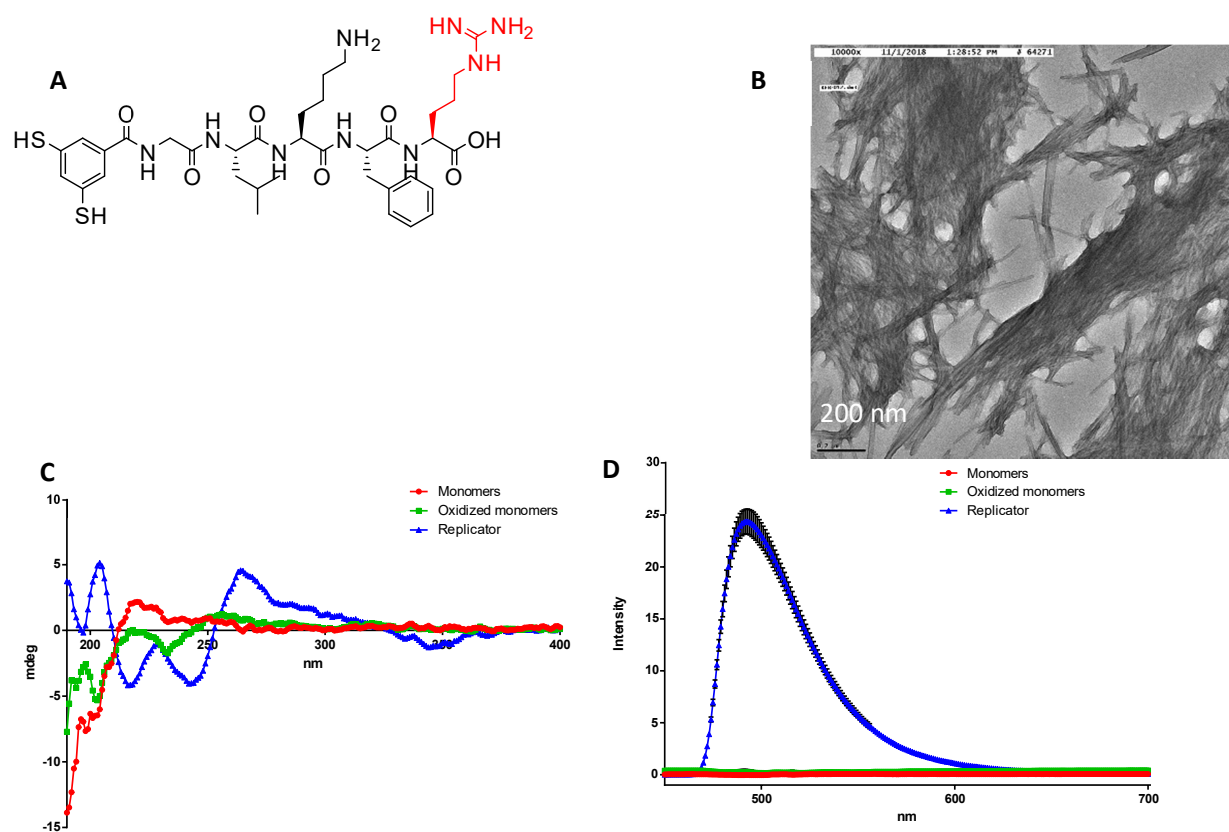 A
HS
SH
O
N
H
O
H
N
O
N
H
NH2
O
H
N
O
N
H
HN
NH2
NH
OH
O
B
10000x 11/1/2018 1:28:52 PM # 64271
200 nm
C
Monomers
Oxidized monomers
Replicator
10
5
0
-5
-10
-15
mdeg
200
250
300
400
nm
D
Monomers
Oxidized monomers
Replicator
30
25
20
15
10
5
0
Intensity
500
600
700
nm